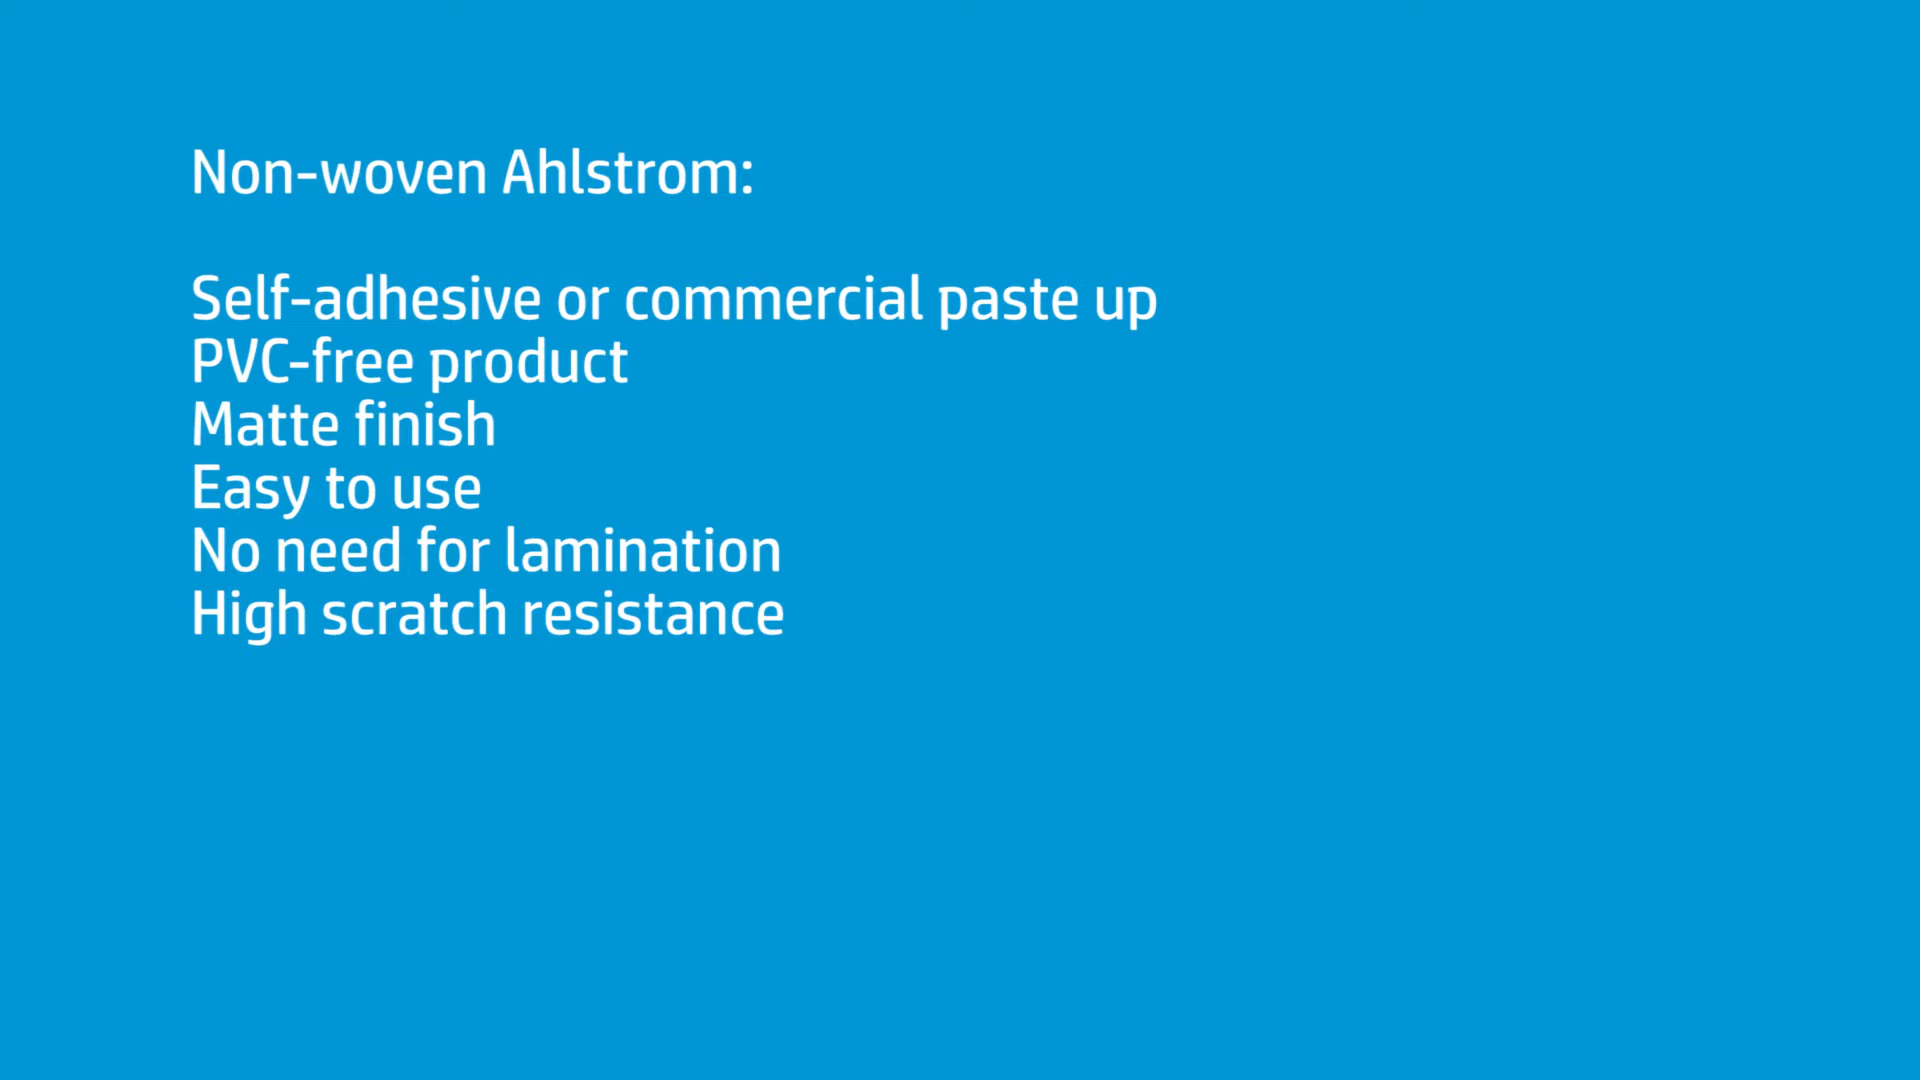 Non-woven Ahlstrom:
Self-adhesive or commercial paste up
PVC-free product
Matte finish
Easy to use
No need for lamination
High scratch resistance